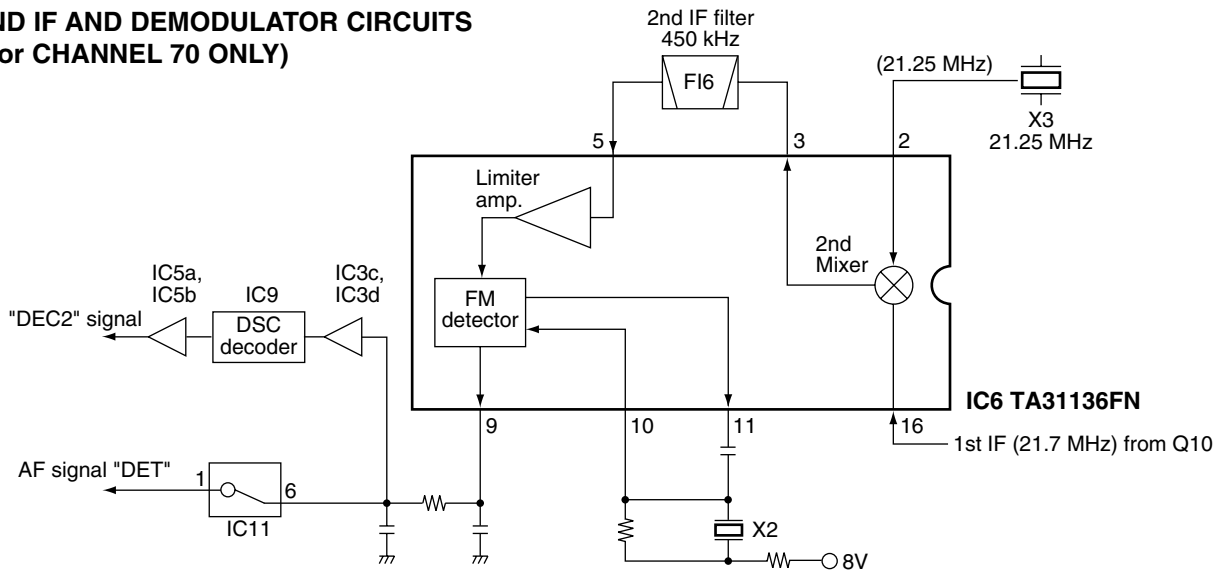 ND IF AND DEMODULATOR CIRCUITS
or CHANNEL 70 ONLY)
2nd IF filter
450 kHz
FI6
(21.25 MHz)
X3
21.25 MHz
5
3
2
Limiter
amp.
2nd
Mixer
FM
detector
IC5a,
IC5b
IC9
IC3c,
IC3d
"DEC2" signal
DSC
decoder
IC6 TA31136FN
9
10
11
16
1st IF (21.7 MHz) from Q10
AF signal "DET"
1
6
IC11
X2
8V